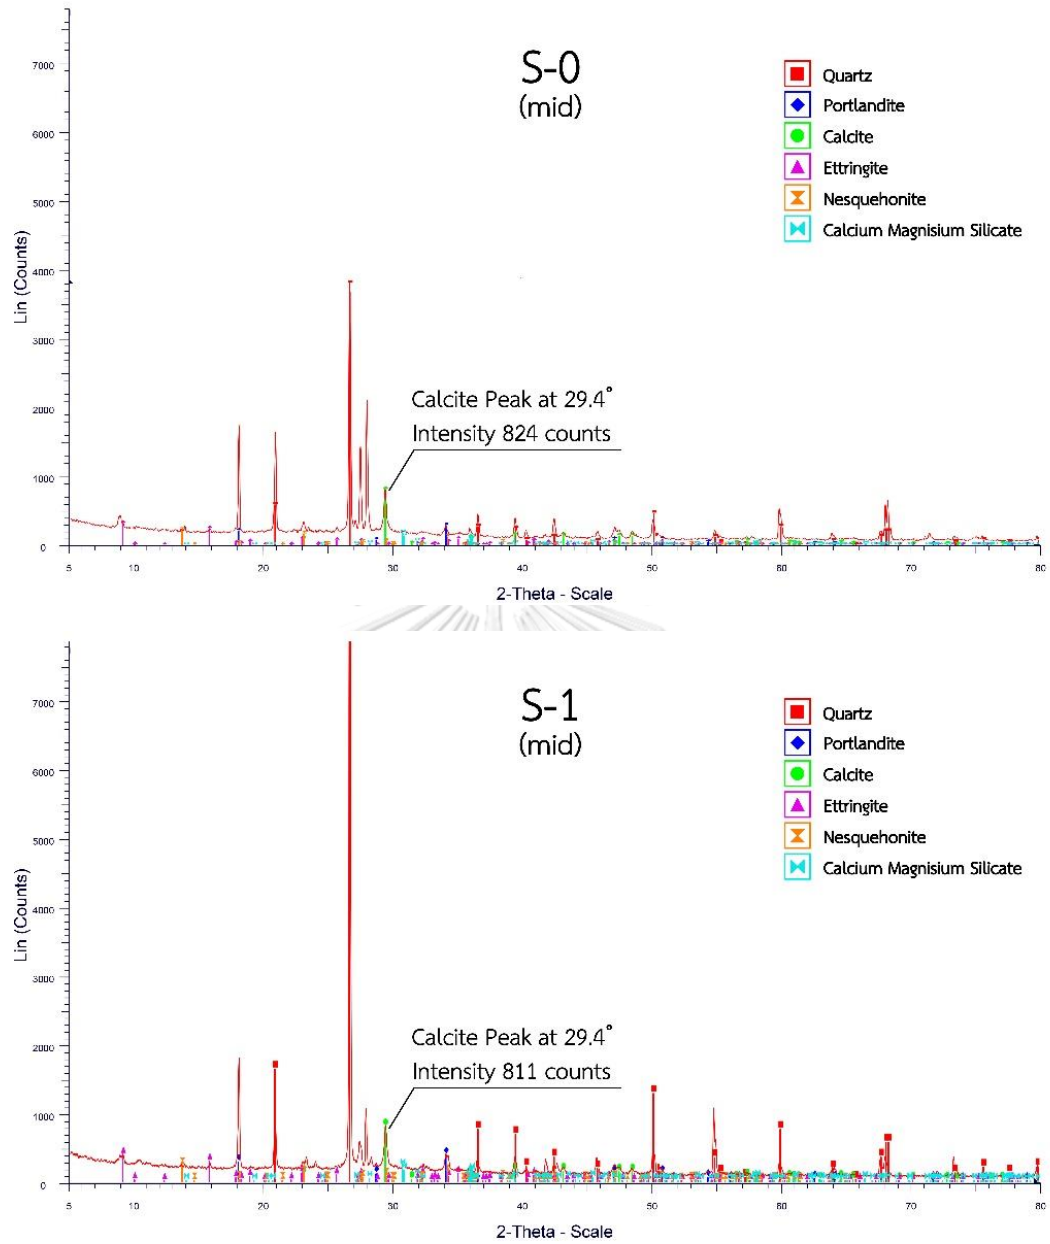 S-0
(mid)
Quartz
Portlandite
Calcite
Ettringite
Nesquehonite
Calcium Magnisium Silicate
7000
6000
5000
4000
3000
2000
1000
0
Lin (Counts)
Calcite Peak at 29.4°
Intensity 824 counts
5 20 30 40 50 60 70 80
2-Theta - Scale
S-1
(mid)
Quartz
Portlandite
Calcite
Ettringite
Nesquehonite
Calcium Magnisium Silicate
7000
6000
5000
4000
3000
2000
1000
0
Lin (Counts)
Calcite Peak at 29.4°
Intensity 811 counts
5 10 20 30 40 50 60 70 80
2-Theta - Scale